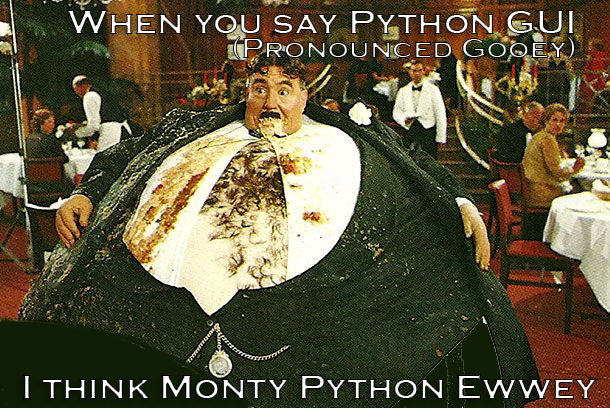 When you say Python GUI
(Pronounced Gooey)
I think Monty Python Ewwey